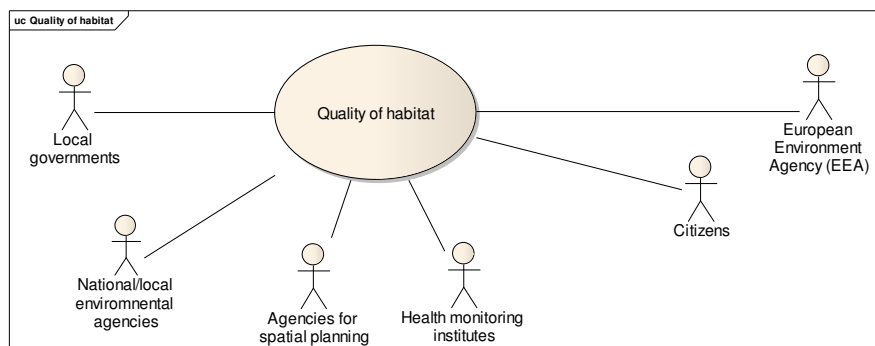 uc Quality of habitat
Quality of habitat
Local
governments
European
Environment
Agency (EEA)
Citizens
National/local
enviromnental
agencies
Agencies for
spatial planning
Health monitoring
institutes